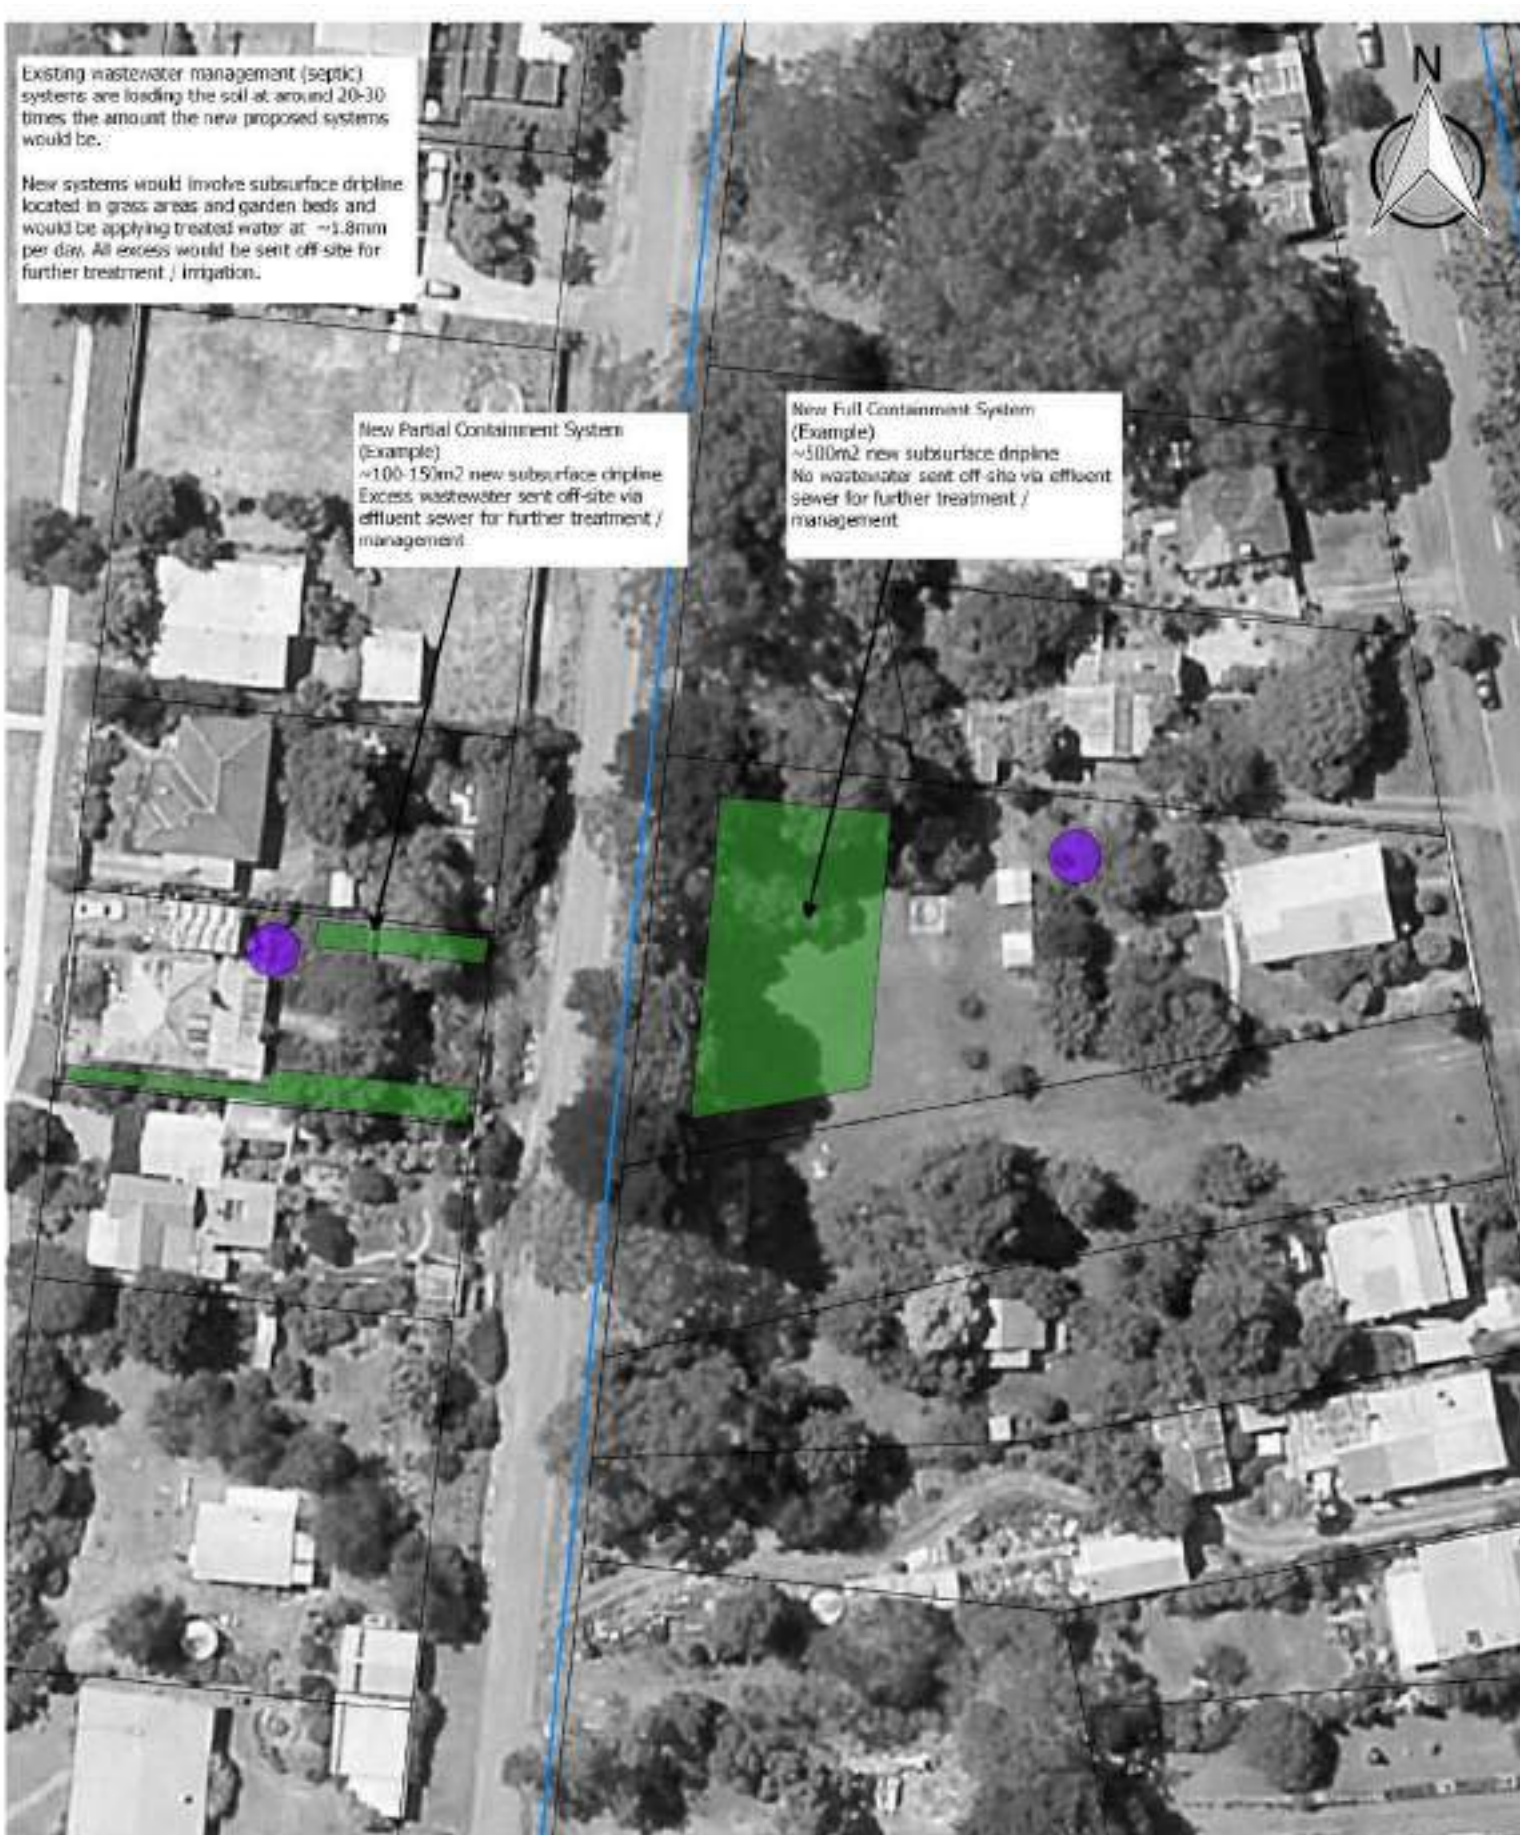 Existing wastewater management (septic)
systems are loading the soil at around 20-30
times the amount the new proposed systems
would be.
New systems would involve subsurface dripline
located in grass areas and garden beds and
would be applying treated water at ~1.8mm
per day. All excess would be sent off-site for
further treatment / irrigation.
N
New Partial Containment System
(Example)
~100-150m2 new subsurface dripline
Excess wastewater sent off-site via
effluent sewer for further treatment /
management
New Full Containment System
(Example)
~500m2 new subsurface dripline
No wastewater sent off-site via effluent
sewer for further treatment /
management